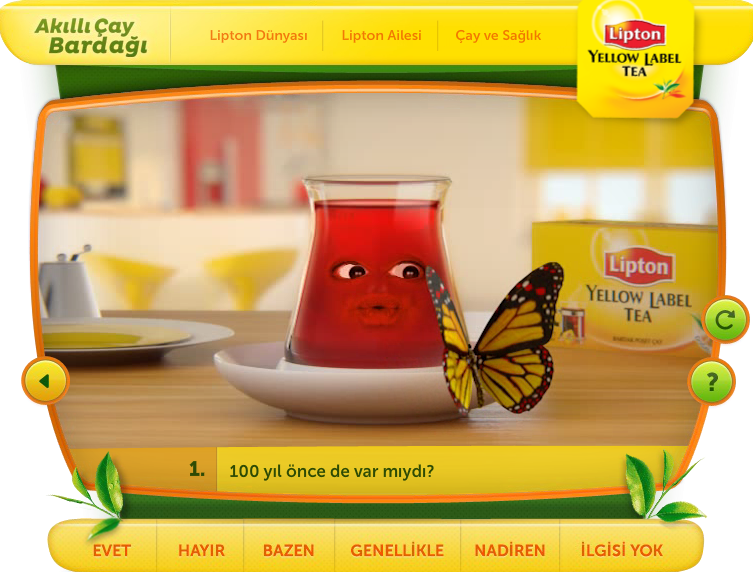 Akıllı Çay
Bardağı
Lipton Dünyası
Lipton Ailesi
Çay ve Sağlık
Lipton
YELLOW LABEL
TEA
Lipton
YELLOW LABEL
TEA
?
1. 100 yıl önce de var mıydı?
EVET HAYIR BAZEN GENELLİKLE NADİREN İLGİSİ YOK